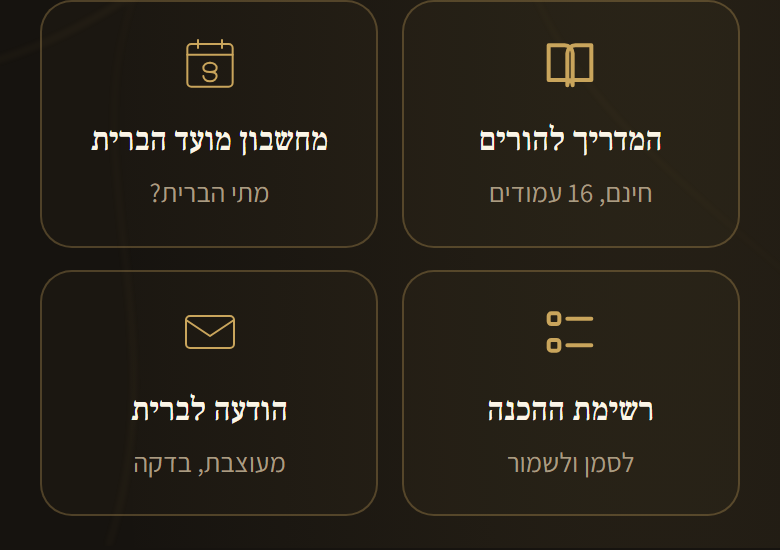 המדריך להורים
חינם, 16 עמודים
מחשבון מועד הברית
מתי הברית?
רשימת ההכנה
לסמן ולשמור
הודעה לברית
מעוצבת, בדקה